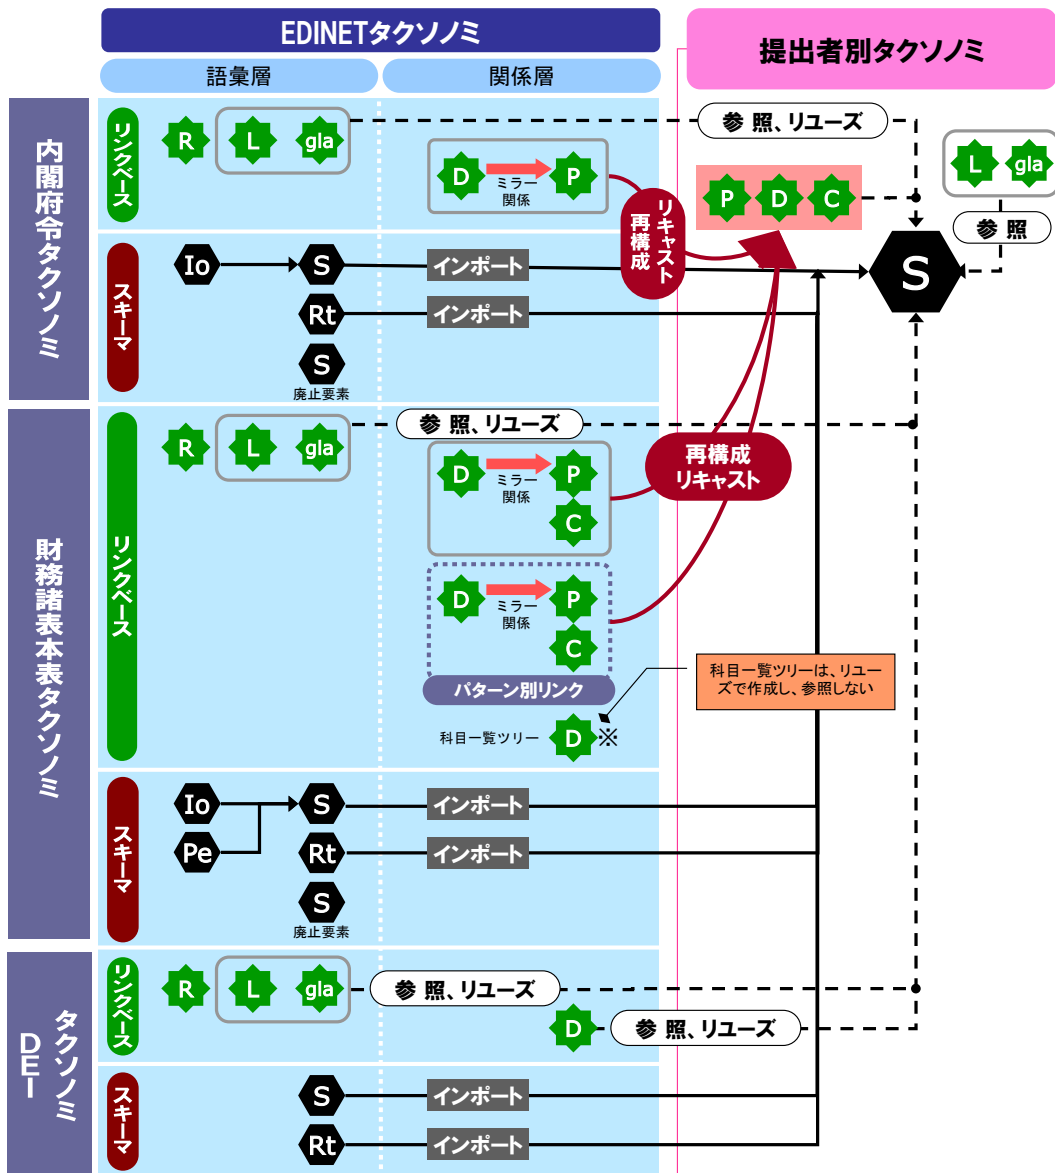 EDINETタクソノミ
提出者別タクソノミ
語彙層
関係層
内閣府令タクソノミ
リンクベース
R
L
gla
参照、リユーズ
D
ミラー
関係
P
リキャスト
再構成
P
D
C
L
gla
参照
スキーマ
Io
S
インポート
S
Rt
インポート
S
廃止要素
財務諸表本表タクソノミ
リンクベース
R
L
gla
参照、リユーズ
D
ミラー
関係
P
C
再構成
リキャスト
D
ミラー
関係
P
C
パターン別リンク
科目一覧ツリーは、リユー
ズで作成し、参照しない
科目一覧ツリー
D
※
スキーマ
Io
S
インポート
Pe
Rt
インポート
S
廃止要素
DEI
タクソノミ
リンクベース
R
L
gla
参照、リユーズ
D
参照、リユーズ
スキーマ
S
インポート
Rt
インポート